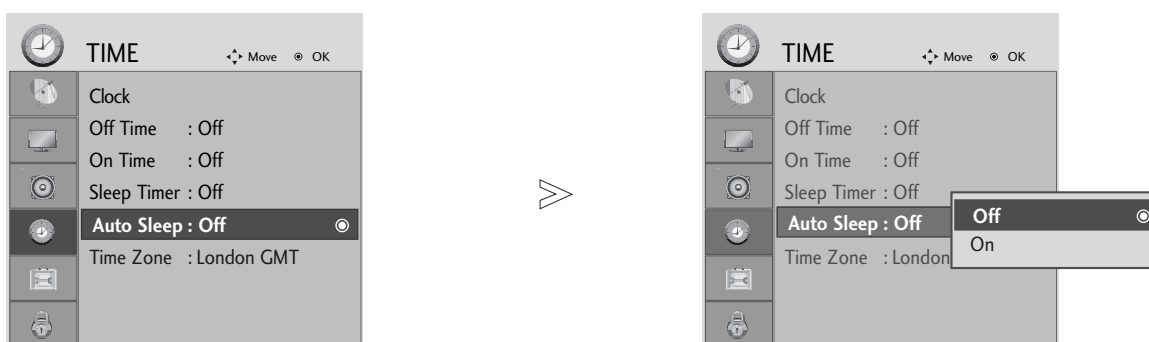 TIME
Move OK
Clock
Off Time : Off
On Time : Off
Sleep Timer : Off
Auto Sleep : Off
Time Zone : London GMT
TIME
Move OK
Clock
Off Time : Off
On Time : Off
Sleep Timer : Off
Auto Sleep : Off
Time Zone : London
Off
On